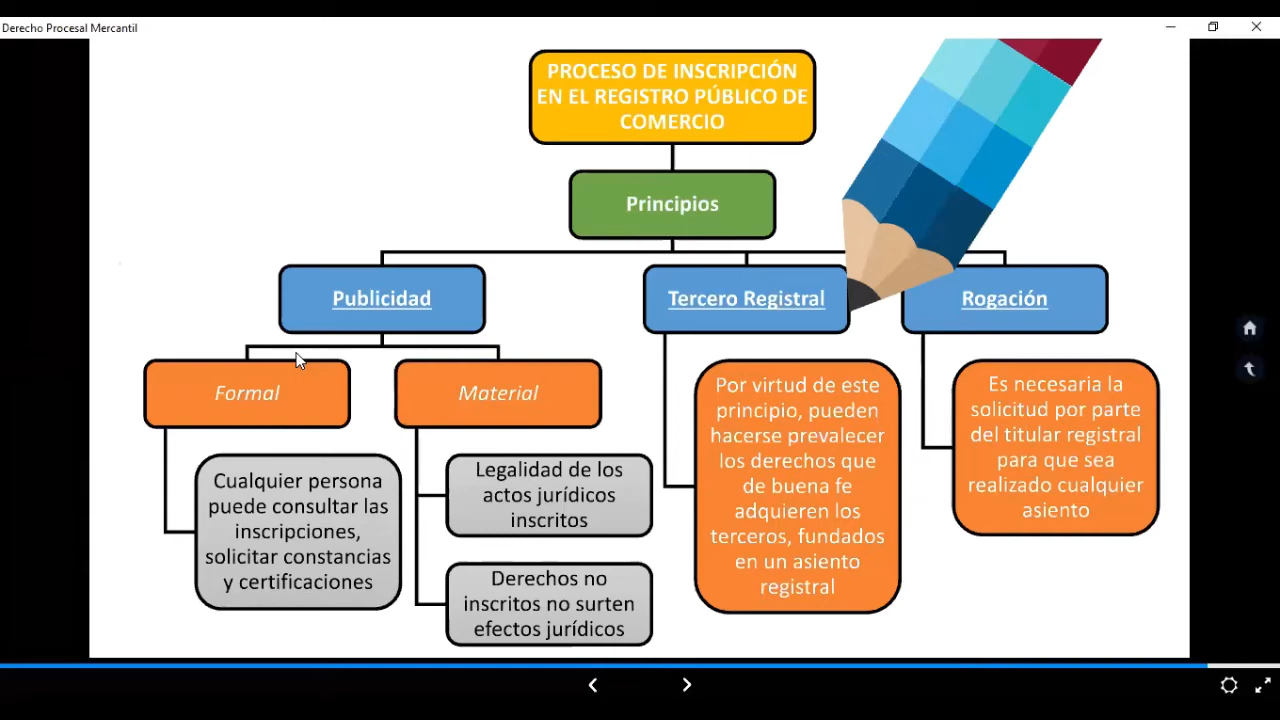 Derecho Procesal Mercantil
PROCESO DE INSCRIPCIÓN
EN EL REGISTRO PÚBLICO DE
COMERCIO
Principios
Publicidad
Tercero Registral
Rogación
Formal
Material
Cualquier persona
puede consultar las
inscripciones,
solicitar constancias
y certificaciones
Legalidad de los
actos jurídicos
inscritos
Derechos no
inscritos no surten
efectos jurídicos
Por virtud de este
principio, pueden
hacerse prevalecer
los derechos que
de buena fe
adquieren los
terceros, fundados
en un asiento
registral
Es necesaria la
solicitud por parte
del titular registral
para que sea
realizado cualquier
asiento